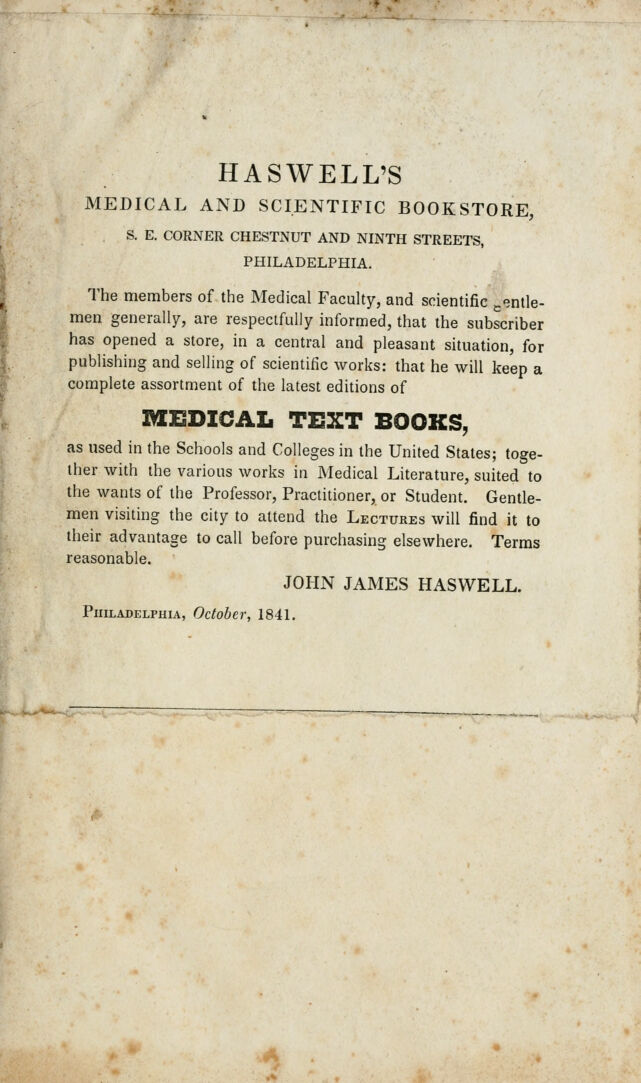 HASWELL'S
MEDICAL AND SCIENTIFIC BOOKSTORE,
S. E. CORNER CHESTNUT AND NINTH STREETS,
PHILADELPHIA.
The members of the Medical Faculty, and scientific gentle-
men generally, are respectfully informed, that the subscriber
has opened a store, in a central and pleasant situation, for
publishing and selling of scientific works: that he will keep a
complete assortment of the latest editions of
MEDICAL TEXT BOOKS,
as used in the Schools and Colleges in the United States; toge-
ther with the various works in Medical Literature, suited to
the wants of the Professor, Practitioner, or Student. Gentle-
men visiting the city to attend the LECTURES will find it to
their advantage to call before purchasing elsewhere. Terms
reasonable.
JOHN JAMES HASWELL.
PHILADELPHIA, October, 1841.